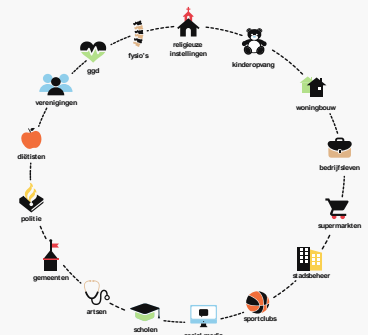 religieuze
instellingen
kinderopvang
woningbouw
bedrijfsleven
supermarkten
stadsbeheer
sportclubs
scholen
artsen
gemeenten
politie
diëtisten
verenigingen
ggd
fysio's